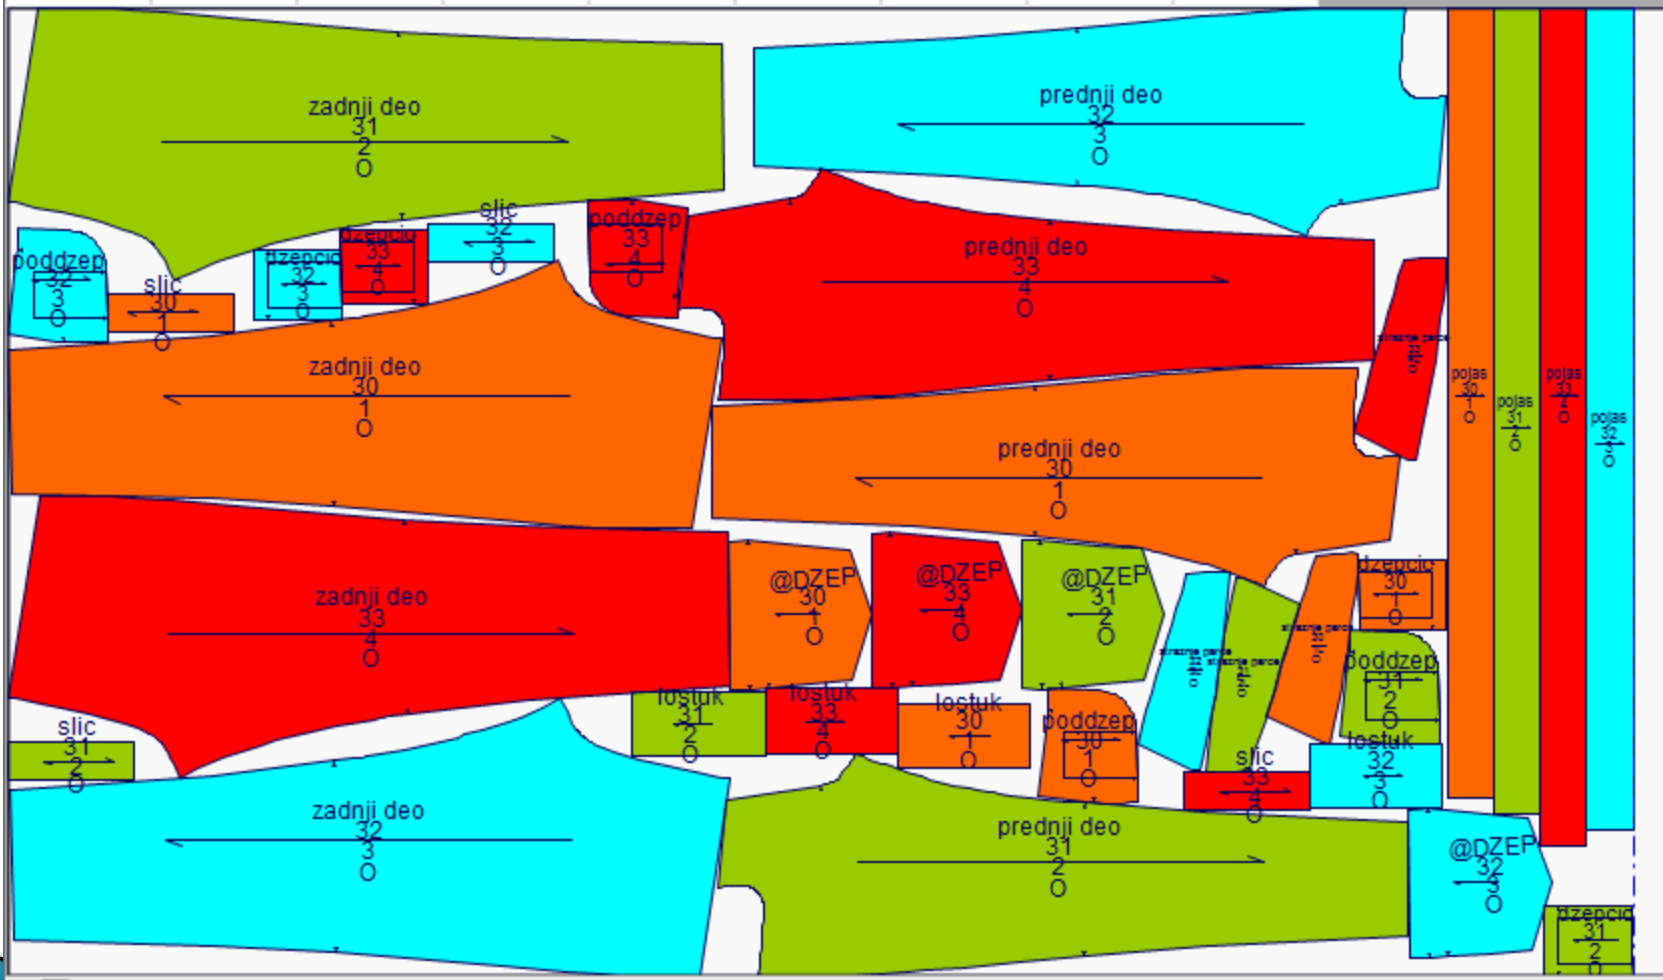 zadnji deo
31
2
O
prednji deo
32
3
O
slic
32
3
O
poddzep
33
4
O
dzepcic
33
4
O
prednji deo
33
4
O
poddzep
32
3
O
dzepcic
32
3
O
slic
30
1
O
zadnji deo
30
1
O
pojas
30
1
O
pojas
31
2
O
pojas
33
4
O
pojas
32
3
O
prednji deo
30
1
O
zadnji deo
33
4
O
@DZEP
30
1
O
@DZEP
33
4
O
@DZEP
31
2
O
dzepcic
30
1
O
poddzep
31
2
O
lostuk
31
2
O
lostuk
33
4
O
lostuk
30
1
O
poddzep
30
1
O
slic
31
2
O
slic
33
4
O
lostuk
32
3
O
zadnji deo
32
3
O
prednji deo
31
2
O
@DZEP
32
3
O
dzepcic
31
2
O